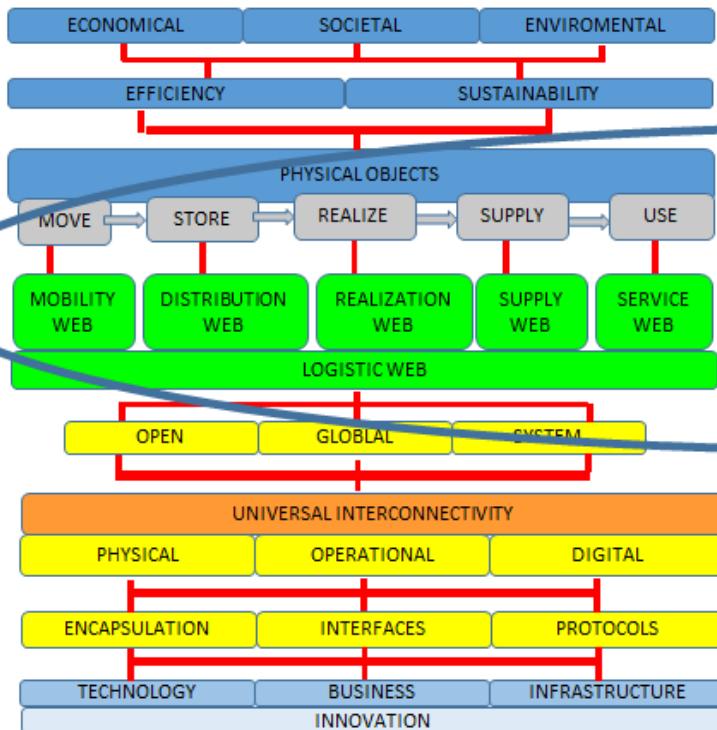 ECONOMICAL SOCIETAL ENVIROMENTAL
EFFICIENCY SUSTAINABILITY
PHYSICAL OBJECTS
MOVE STORE REALIZE SUPPLY USE
MOBILITY WEB DISTRIBUTION WEB REALIZATION WEB SUPPLY WEB SERVICE WEB
LOGISTIC WEB
OPEN GLOBLAL SYSTEM
UNIVERSAL INTERCONNECTIVITY
PHYSICAL OPERATIONAL DIGITAL
ENCAPSULATION INTERFACES PROTOCOLS
TECHNOLOGY BUSINESS INFRASTRUCTURE
INNOVATION